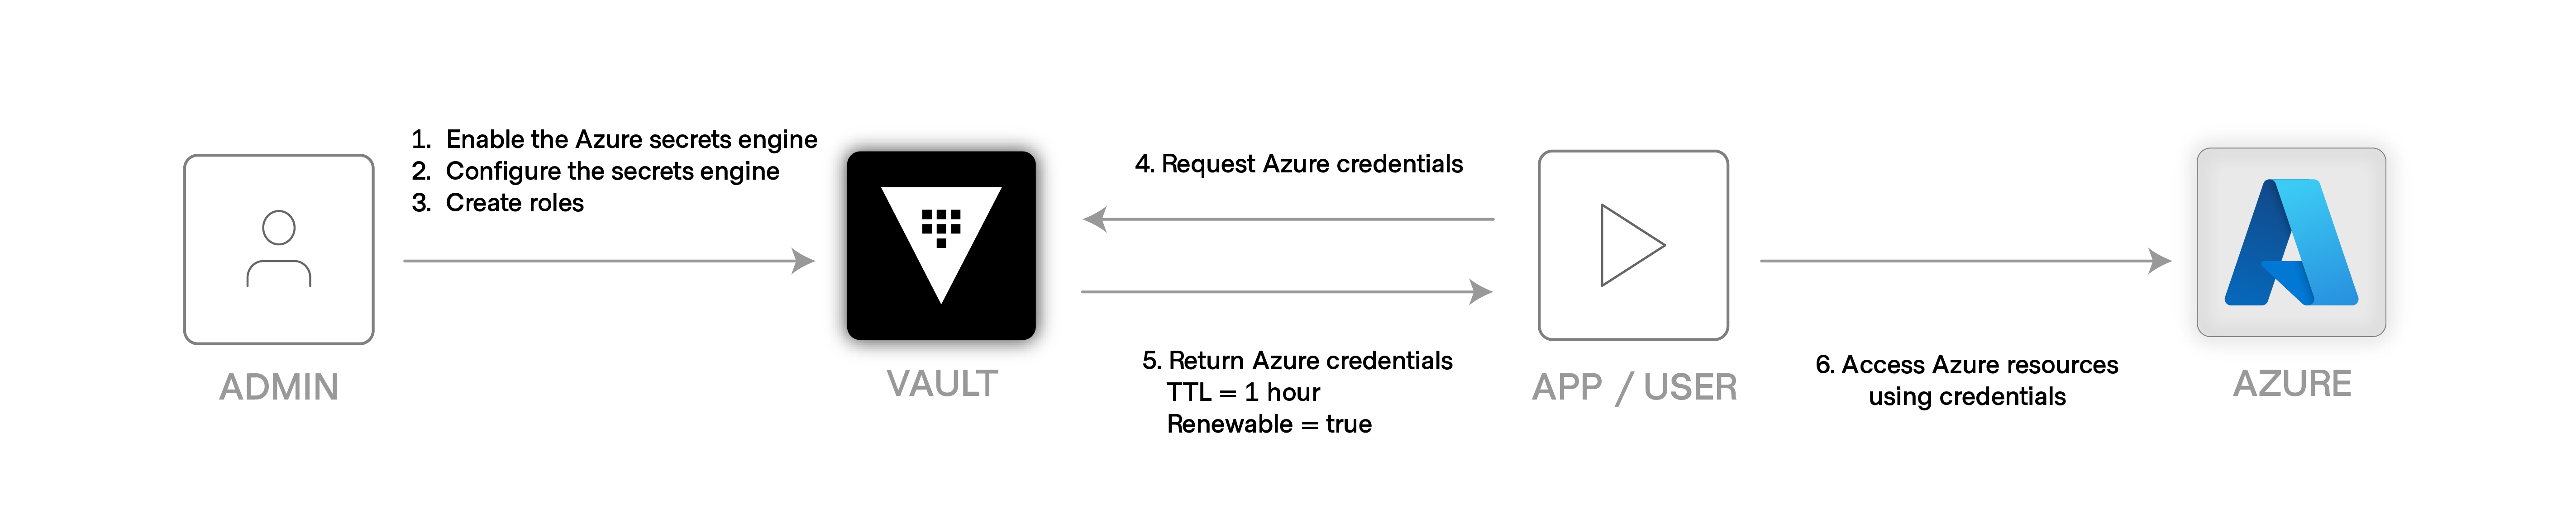 1. Enable the Azure secrets engine
2. Configure the secrets engine
3. Create roles
ADMIN
VAULT
4. Request Azure credentials
5. Return Azure credentials
TTL = 1 hour
Renewable = true
APP / USER
6. Access Azure resources
using credentials
AZURE